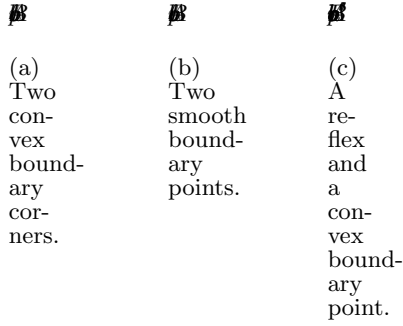 (a)
Two
con-
vex
bound-
ary
cor-
ners.
(b)
Two
smooth
bound-
ary
points.
(c)
A
re-
flex
and
a
con-
vex
bound-
ary
point.